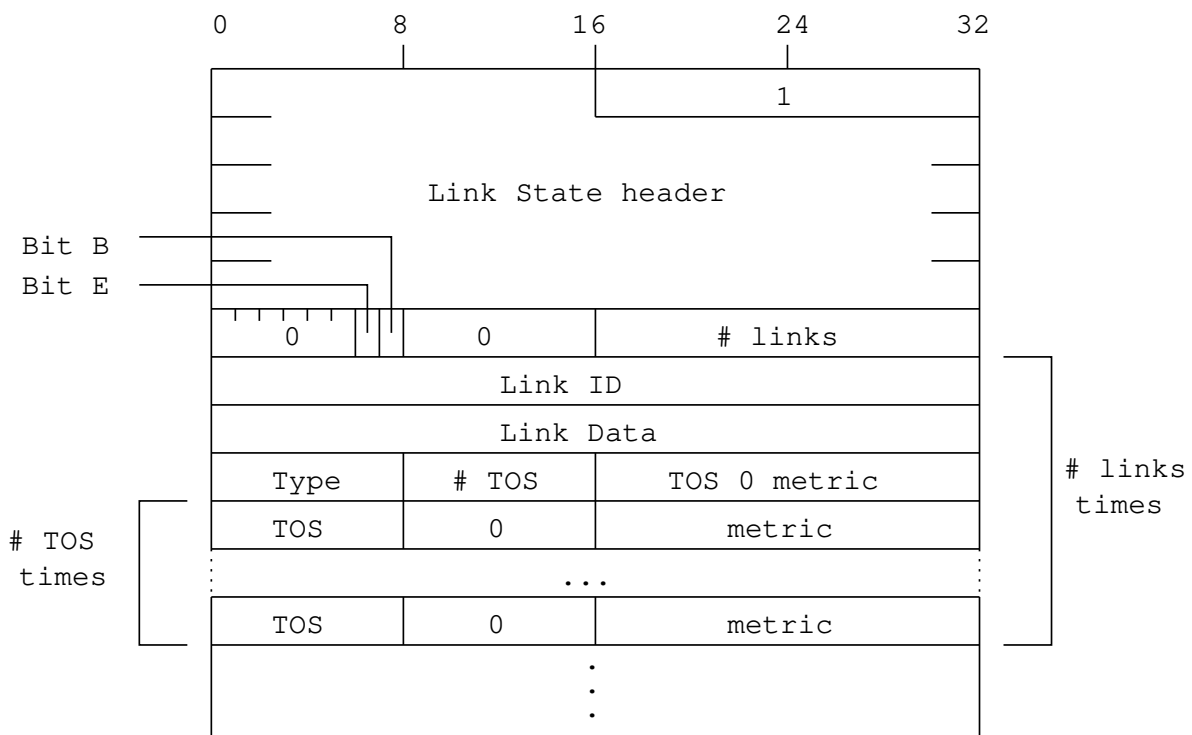 0 8 16 24 32
1
Link State header
Bit B
Bit E
0 0 # links
Link ID
Link Data
Type # TOS TOS 0 metric
# links
times
TOS 0 metric
# TOS
times
...
TOS 0 metric
.
.
.